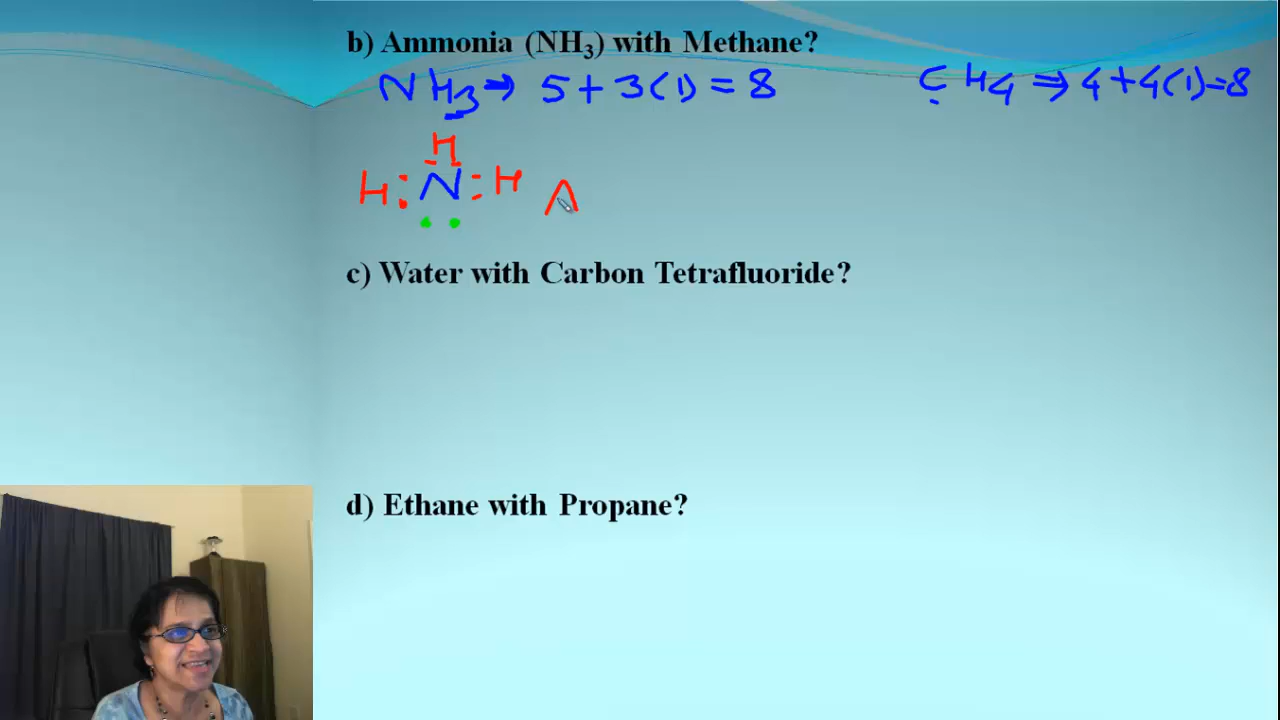 b) Ammonia (NH₃) with Methane?
NH₃ → 5 + 3(1) = 8
CH₄ ⇒ 4 + 4(1) = 8
H
H : N : H A
c) Water with Carbon Tetrafluoride?
d) Ethane with Propane?